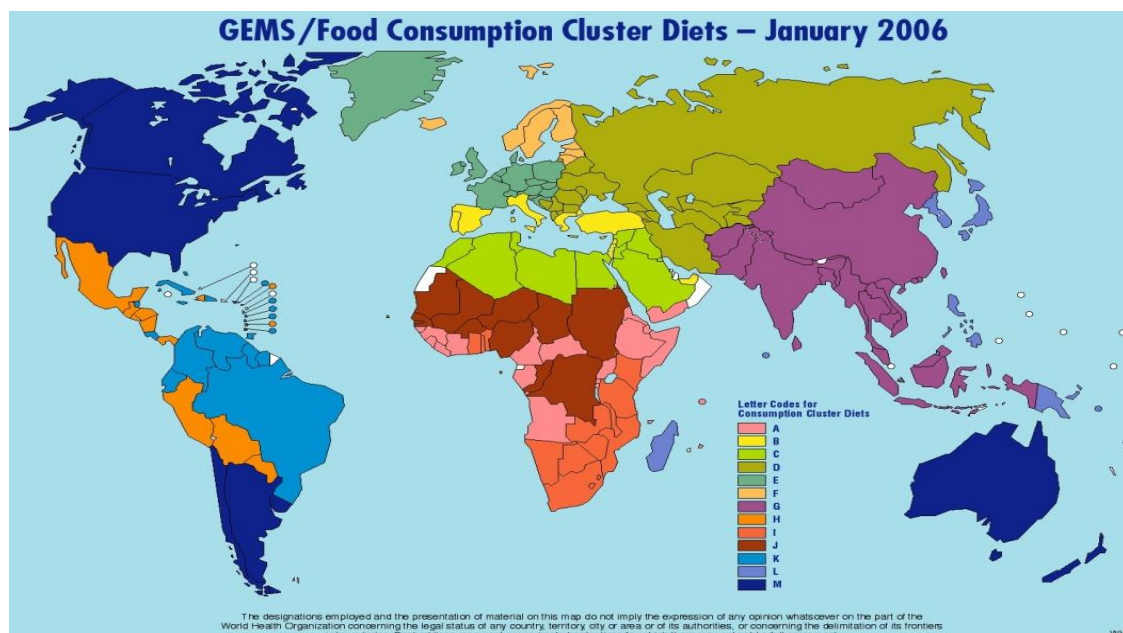 GEMS/Food Consumption Cluster Diets – January 2006
Letter Codes for
Consumption Cluster Diets
A
B
C
D
E
F
G
H
I
J
K
L
M
The designations employed and the presentation of material on this map do not imply the expression of any opinion whatsoever on the part of the
World Health Organization concerning the legal status of any country, territory, city or area or of its authorities, or concerning the delimitation of its frontiers